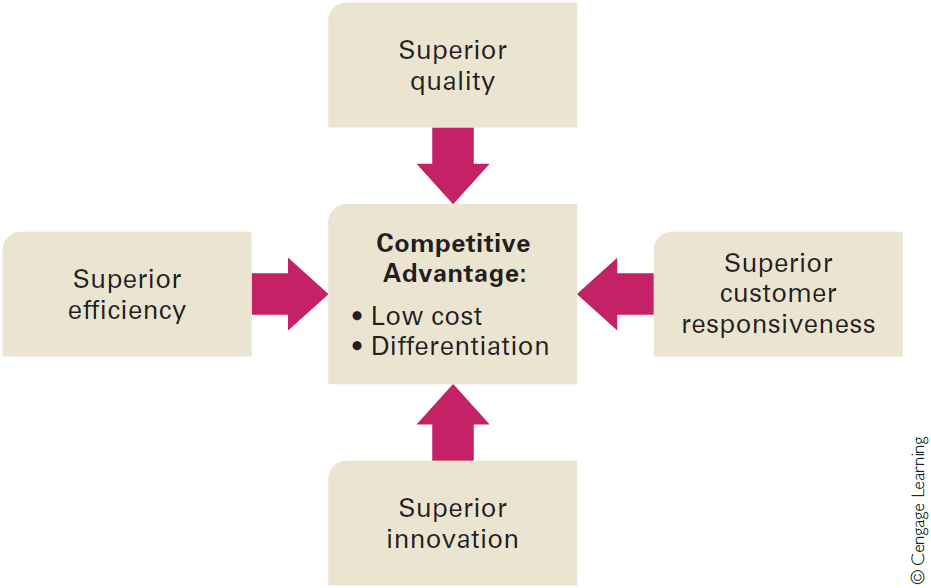 Superior
quality
Superior
efficiency
Competitive
Advantage:
• Low cost
• Differentiation
Superior
customer
responsiveness
Superior
innovation
© Cengage Learning